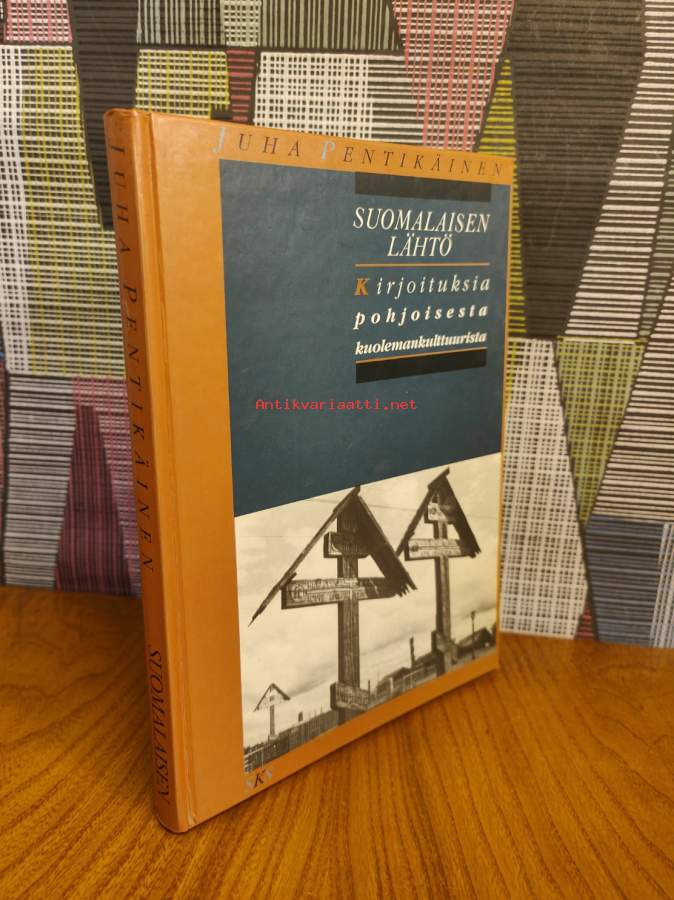 JUHA PENTIKÄINEN
SUOMALAISEN
LÄHTÖ
Kirjoituksia
pohjoisesta
kuolemankulttuurista
Antikvariaatti.net
SKS
JUHA PENTIKÄINEN SUOMALAISEN